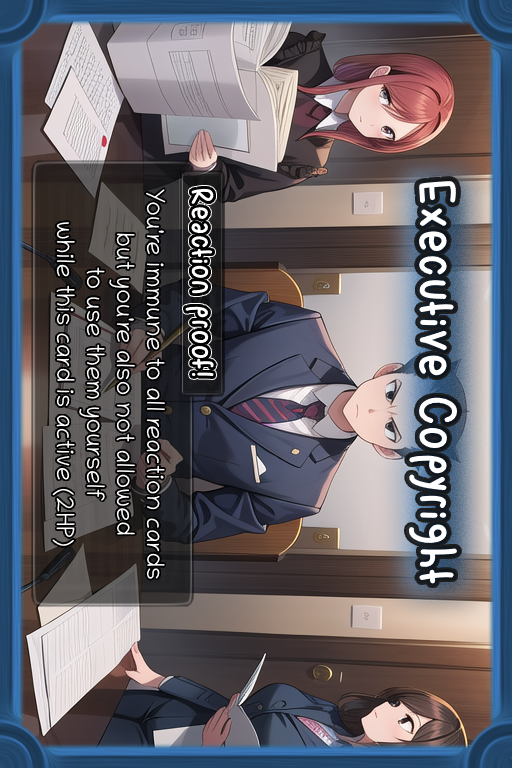 Executive Copyright
Reaction proof!
You're immune to all reaction cards
but you're also not allowed
to use them yourself
while this card is active (2HP)